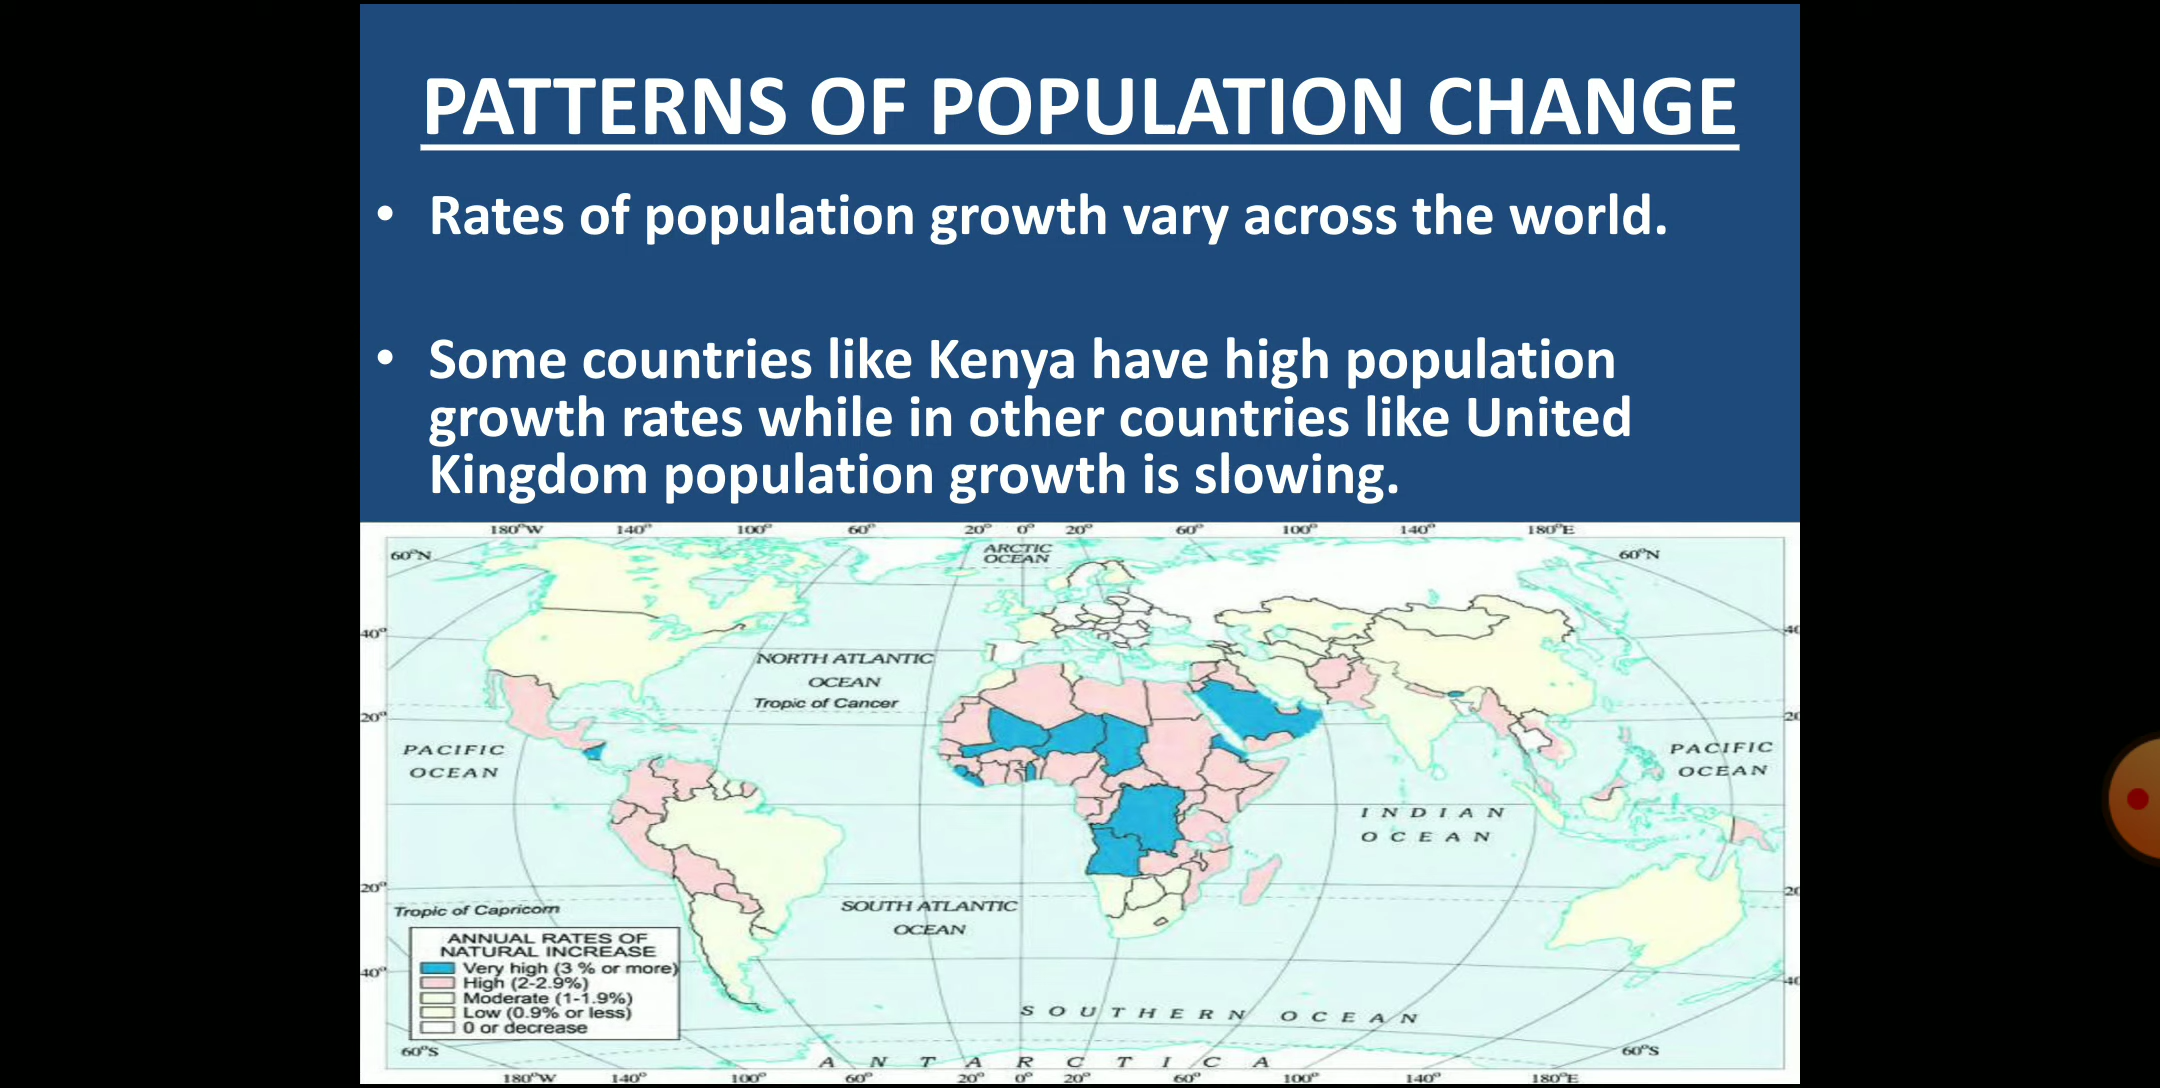 PATTERNS OF POPULATION CHANGE
• Rates of population growth vary across the world.
• Some countries like Kenya have high population
growth rates while in other countries like United
Kingdom population growth is slowing.
180°W 140° 100° 60° 20° 0° 20° 60° 100° 140° 180°E
60°N ARCTIC OCEAN 60°N
40° 40
NORTH ATLANTIC
OCEAN
Tropic of Cancer
20° 20
PACIFIC
OCEAN
PACIFIC
OCEAN
INDIAN
OCEAN
20° 20
Tropic of Capricorn
SOUTH ATLANTIC
OCEAN
ANNUAL RATES OF
NATURAL INCREASE
Very high (3 % or more)
High (2-2.9%)
Moderate (1-1.9%)
Low (0.9% or less)
0 or decrease
40° 40
SOUTHERN OCEAN
60°S 60°S
ANTARCTICA
180°W 140° 100° 60° 20° 0° 20° 60° 100° 140° 180°E